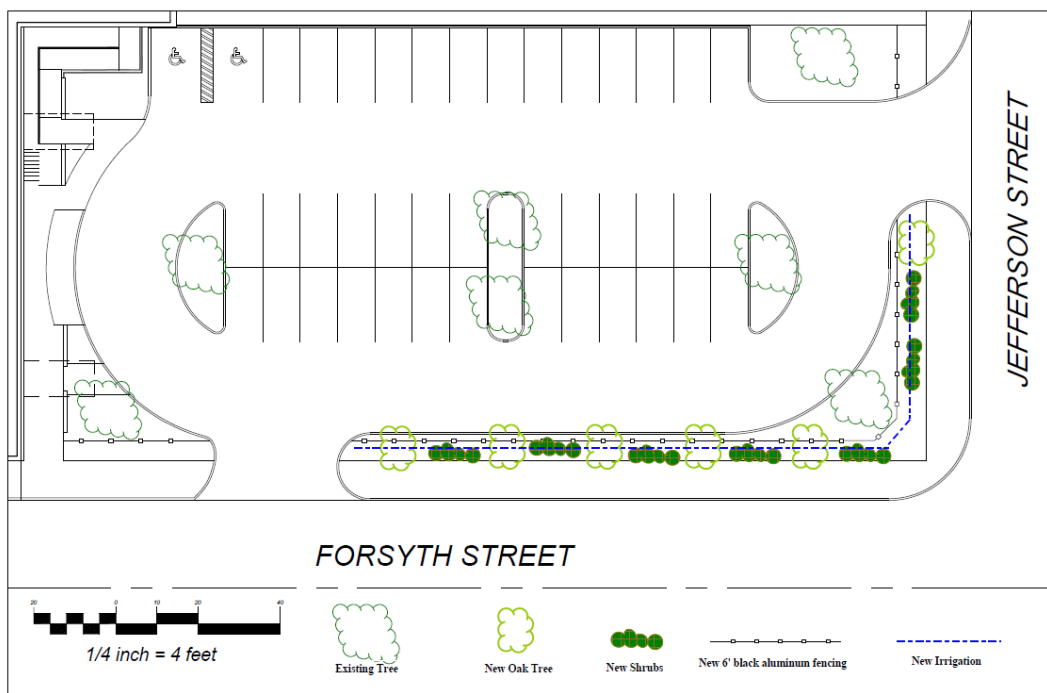 JEFFERSON STREET
FORSYTH STREET
20 0 10 20 40
1/4 inch = 4 feet
Existing Tree
New Oak Tree
New Shrubs
New 6' black aluminum fencing
New Irrigation